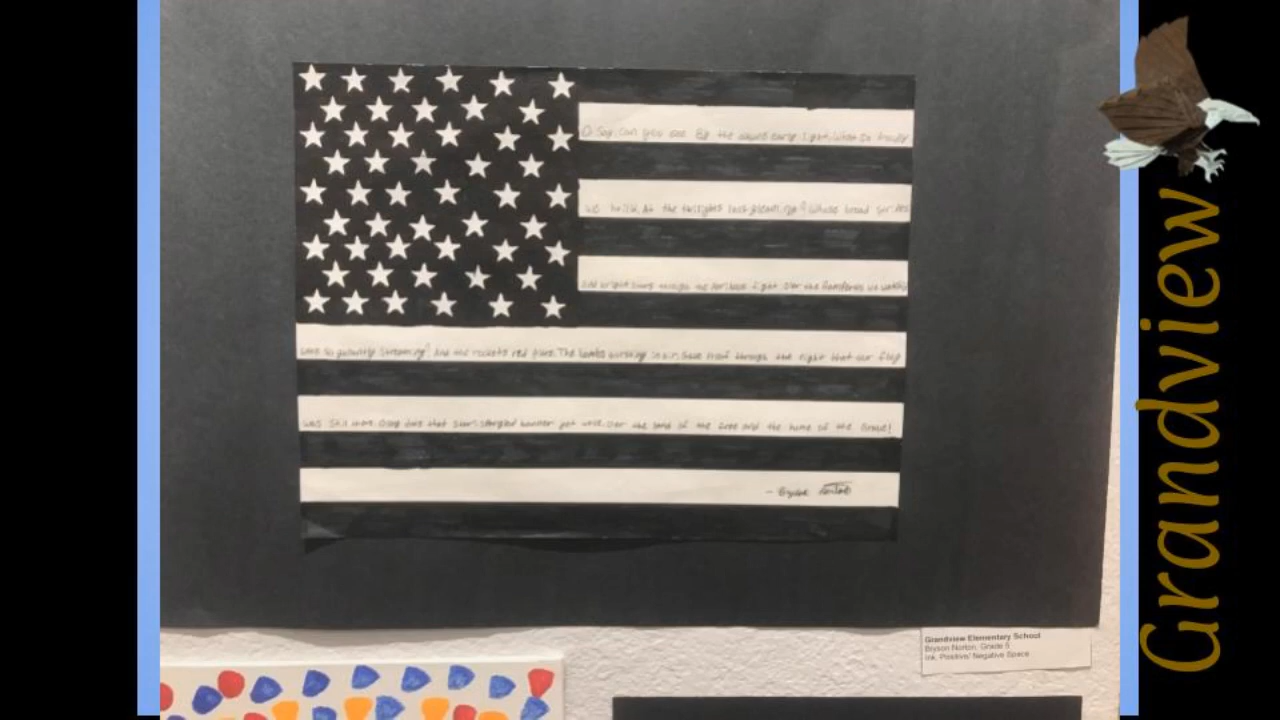 O Say, Can you see By the dawns early light, What so Proudly
we hail'd, At the twilights last gleaming? Whose broad stripes
and bright stars through the perilous fight. O'er the Ramparts we watch'd
were so gallantly streaming? And the rockets red glare, The bombs bursting in air, Gave proof through the night that our flag
was still there. O say does that star-spangled banner yet wave. O'er the land of the free and the home of the Brave!
- Bryson Norton
Grandview Elementary School
Bryson Norton, Grade 5
Ink, Positive/ Negative Space
Grandview